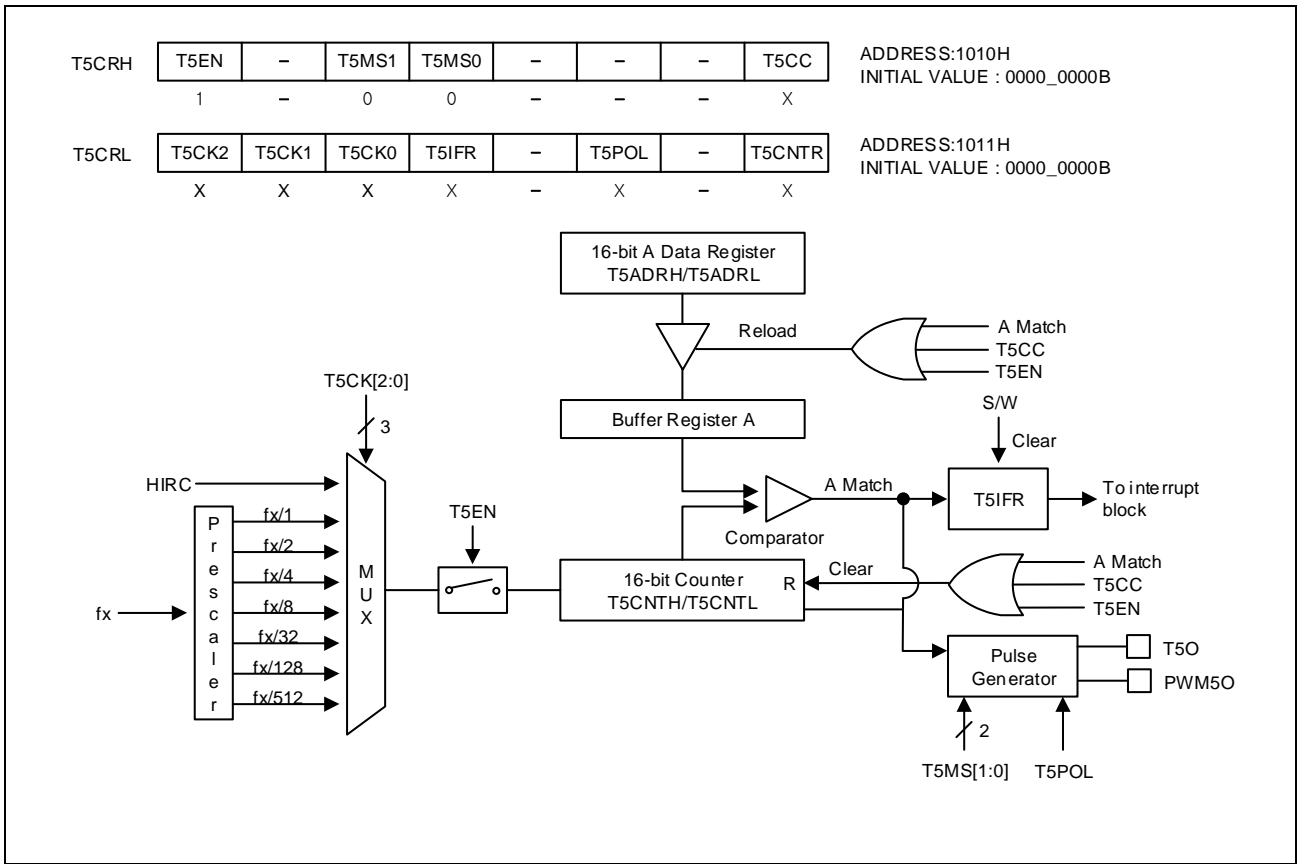 T5CRH T5EN – T5MS1 T5MS0 – – – T5CC ADDRESS:1010H
INITIAL VALUE : 0000_0000B
1 – 0 0 – – – X
T5CRL T5CK2 T5CK1 T5CK0 T5IFR – T5POL – T5CNTR ADDRESS:1011H
INITIAL VALUE : 0000_0000B
X X X X – X – X
16-bit A Data Register
T5ADRH/T5ADRL
Reload
A Match
T5CC
T5EN
T5CK[2:0]
3
Buffer Register A
S/W
Clear
HIRC
A Match
T5IFR
To interrupt
block
Comparator
T5EN
Prescaler
fx/1
fx/2
fx/4
fx/8
fx/32
fx/128
fx/512
fx
MUX
16-bit Counter
T5CNTH/T5CNTL
R
Clear
A Match
T5CC
T5EN
Pulse
Generator
T5O
PWM5O
2
T5MS[1:0]
T5POL